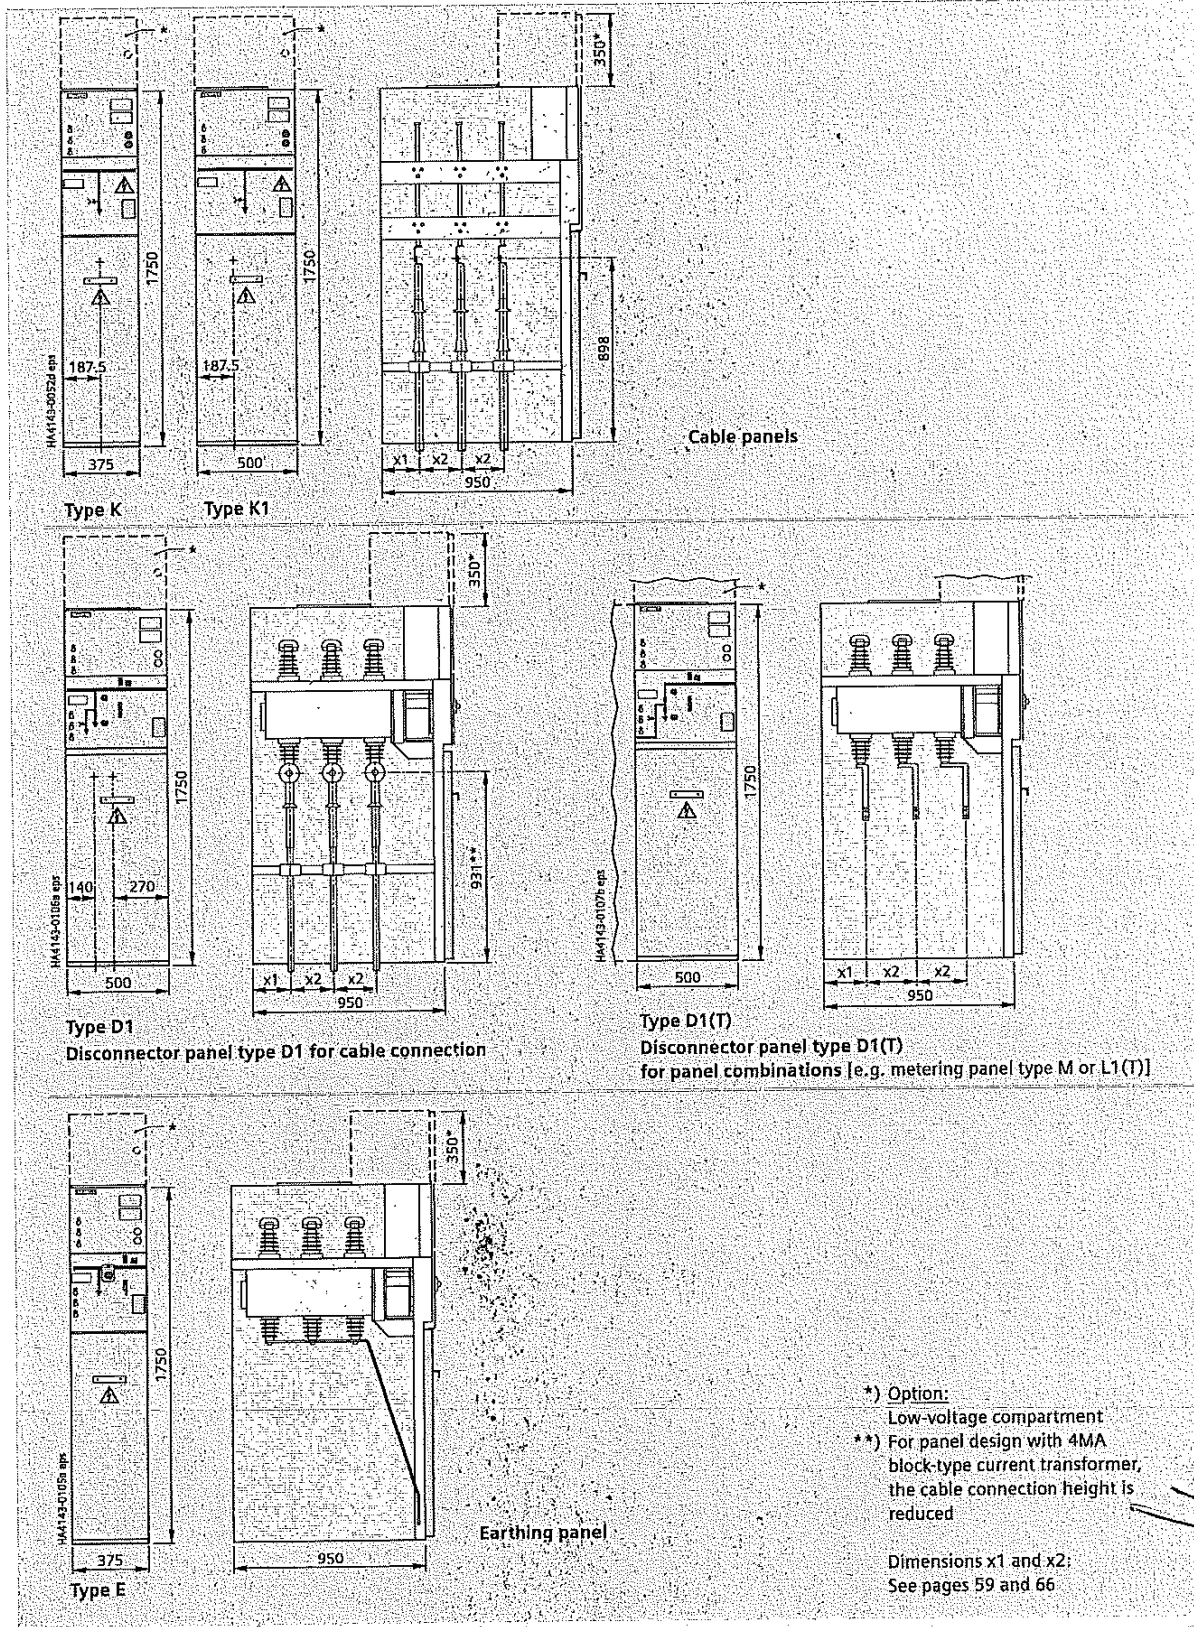 *
*
350*
1750
1750
898
187.5
187.5
HA4143-0052d eps
375
500
x1
x2
x2
950
Cable panels
Type K
Type K1
*
350*
*
1750
931**
1750
140
270
HA4143-0106a eps
HA4143-0107b eps
500
x1
x2
x2
950
500
x1
x2
x2
950
Type D1
Disconnector panel type D1 for cable connection
Type D1(T)
Disconnector panel type D1(T)
for panel combinations [e.g. metering panel type M or L1(T)]
*
350*
1750
HA4143-0105a eps
375
950
Type E
Earthing panel
*) Option:
Low-voltage compartment
**) For panel design with 4MA
block-type current transformer,
the cable connection height is
reduced
Dimensions x1 and x2:
See pages 59 and 66